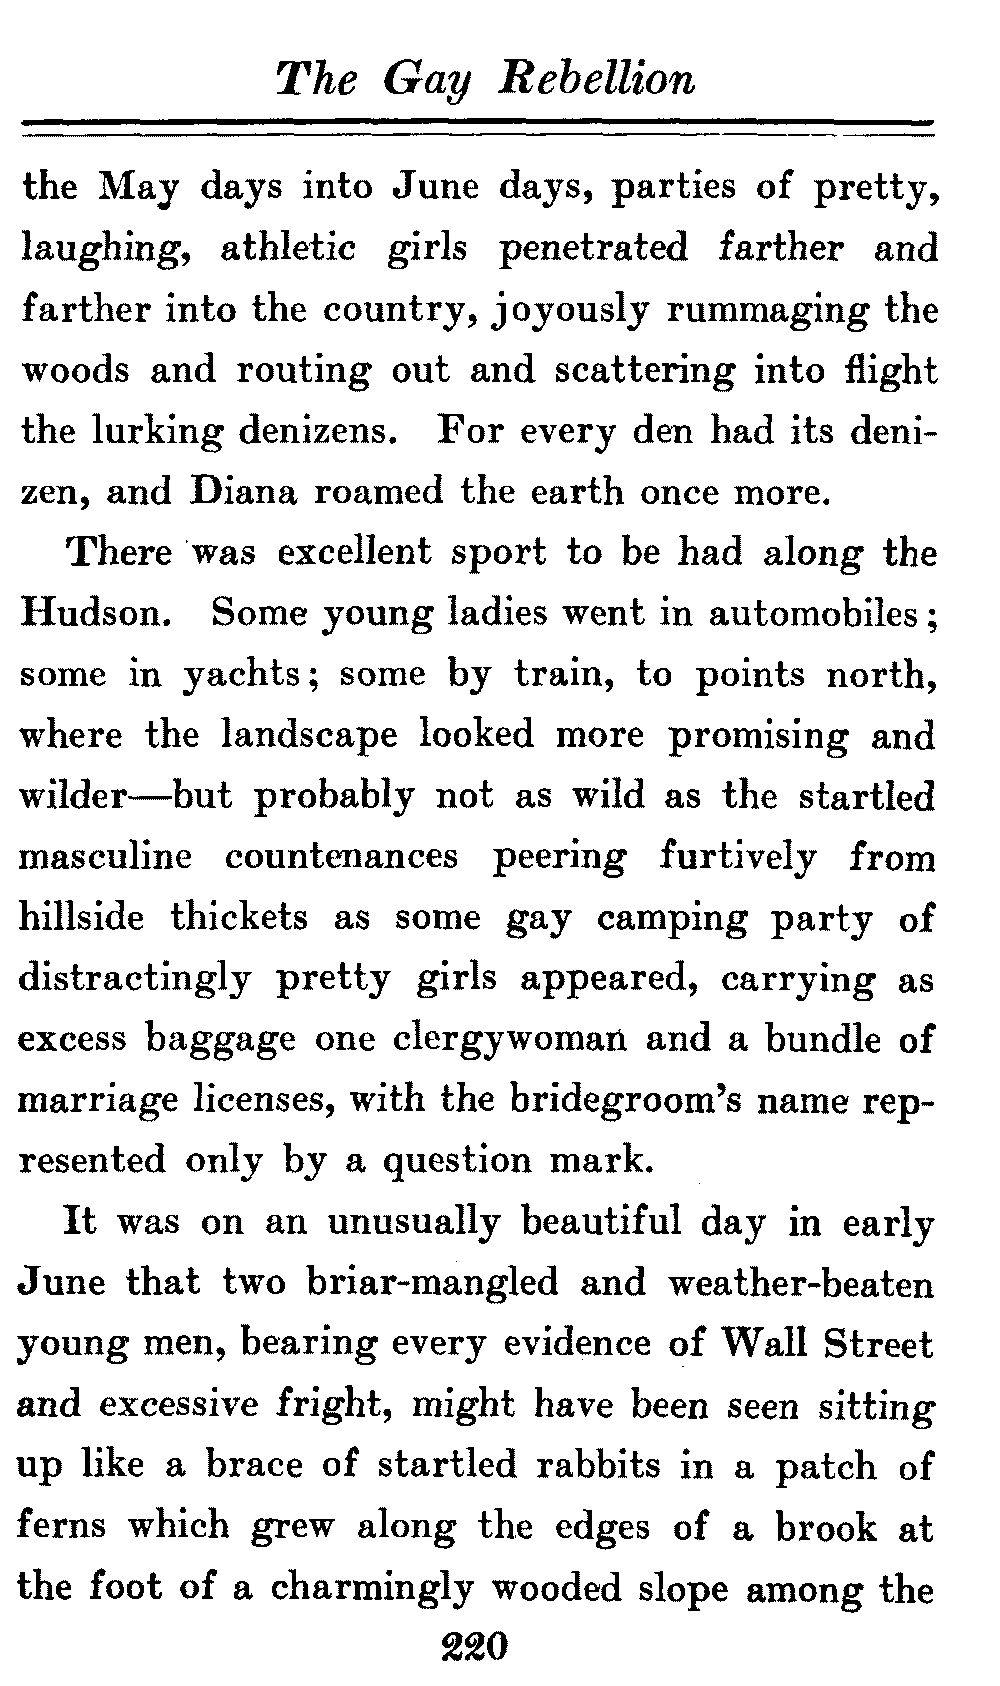 The Gay Rebellion
the May days into June days, parties of pretty,
laughing, athletic girls penetrated farther and
farther into the country, joyously rummaging the
woods and routing out and scattering into flight
the lurking denizens. For every den had its deni-
zen, and Diana roamed the earth once more.
There was excellent sport to be had along the
Hudson. Some young ladies went in automobiles;
some in yachts; some by train, to points north,
where the landscape looked more promising and
wilder—but probably not as wild as the startled
masculine countenances peering furtively from
hillside thickets as some gay camping party of
distractingly pretty girls appeared, carrying as
excess baggage one clergywoman and a bundle of
marriage licenses, with the bridegroom's name rep-
resented only by a question mark.
It was on an unusually beautiful day in early
June that two briar-mangled and weather-beaten
young men, bearing every evidence of Wall Street
and excessive fright, might have been seen sitting
up like a brace of startled rabbits in a patch of
ferns which grew along the edges of a brook at
the foot of a charmingly wooded slope among the
220